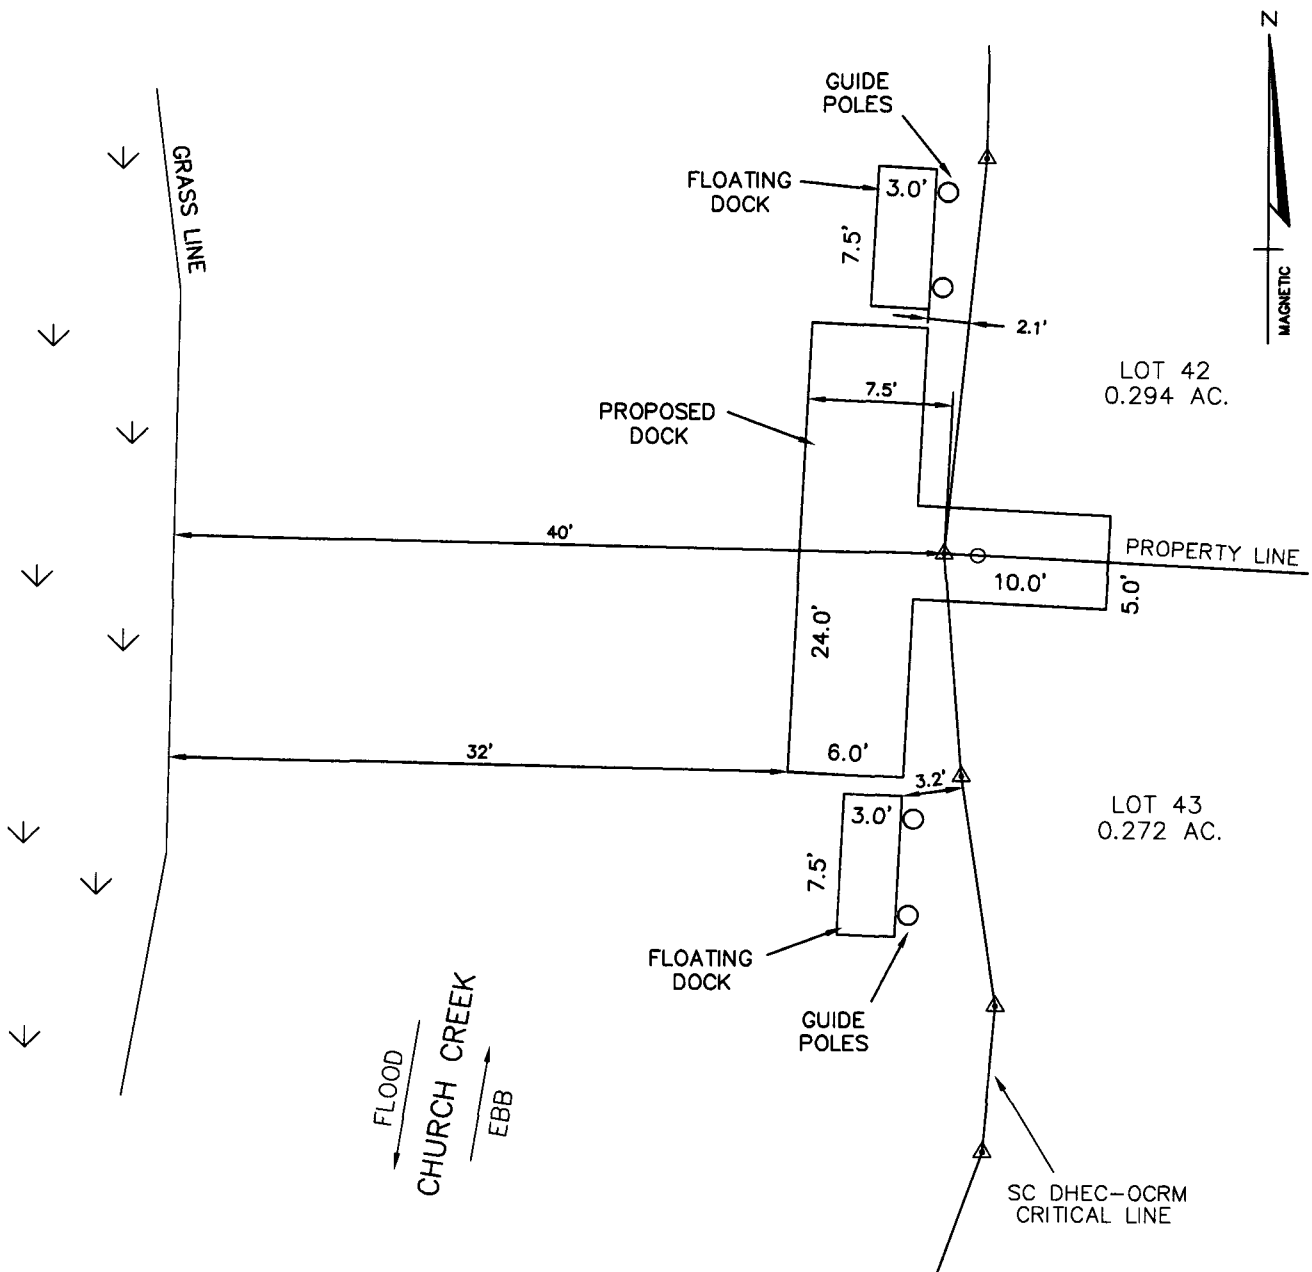 N
MAGNETIC
GUIDE
POLES
GRASS LINE
FLOATING
DOCK
3.0'
7.5'
2.1'
LOT 42
0.294 AC.
7.5'
PROPOSED
DOCK
40'
PROPERTY LINE
10.0'
5.0'
24.0'
32'
6.0'
3.2'
LOT 43
0.272 AC.
3.0'
7.5'
FLOATING
DOCK
GUIDE
POLES
FLOOD
CHURCH CREEK
EBB
SC DHEC-OCRM
CRITICAL LINE